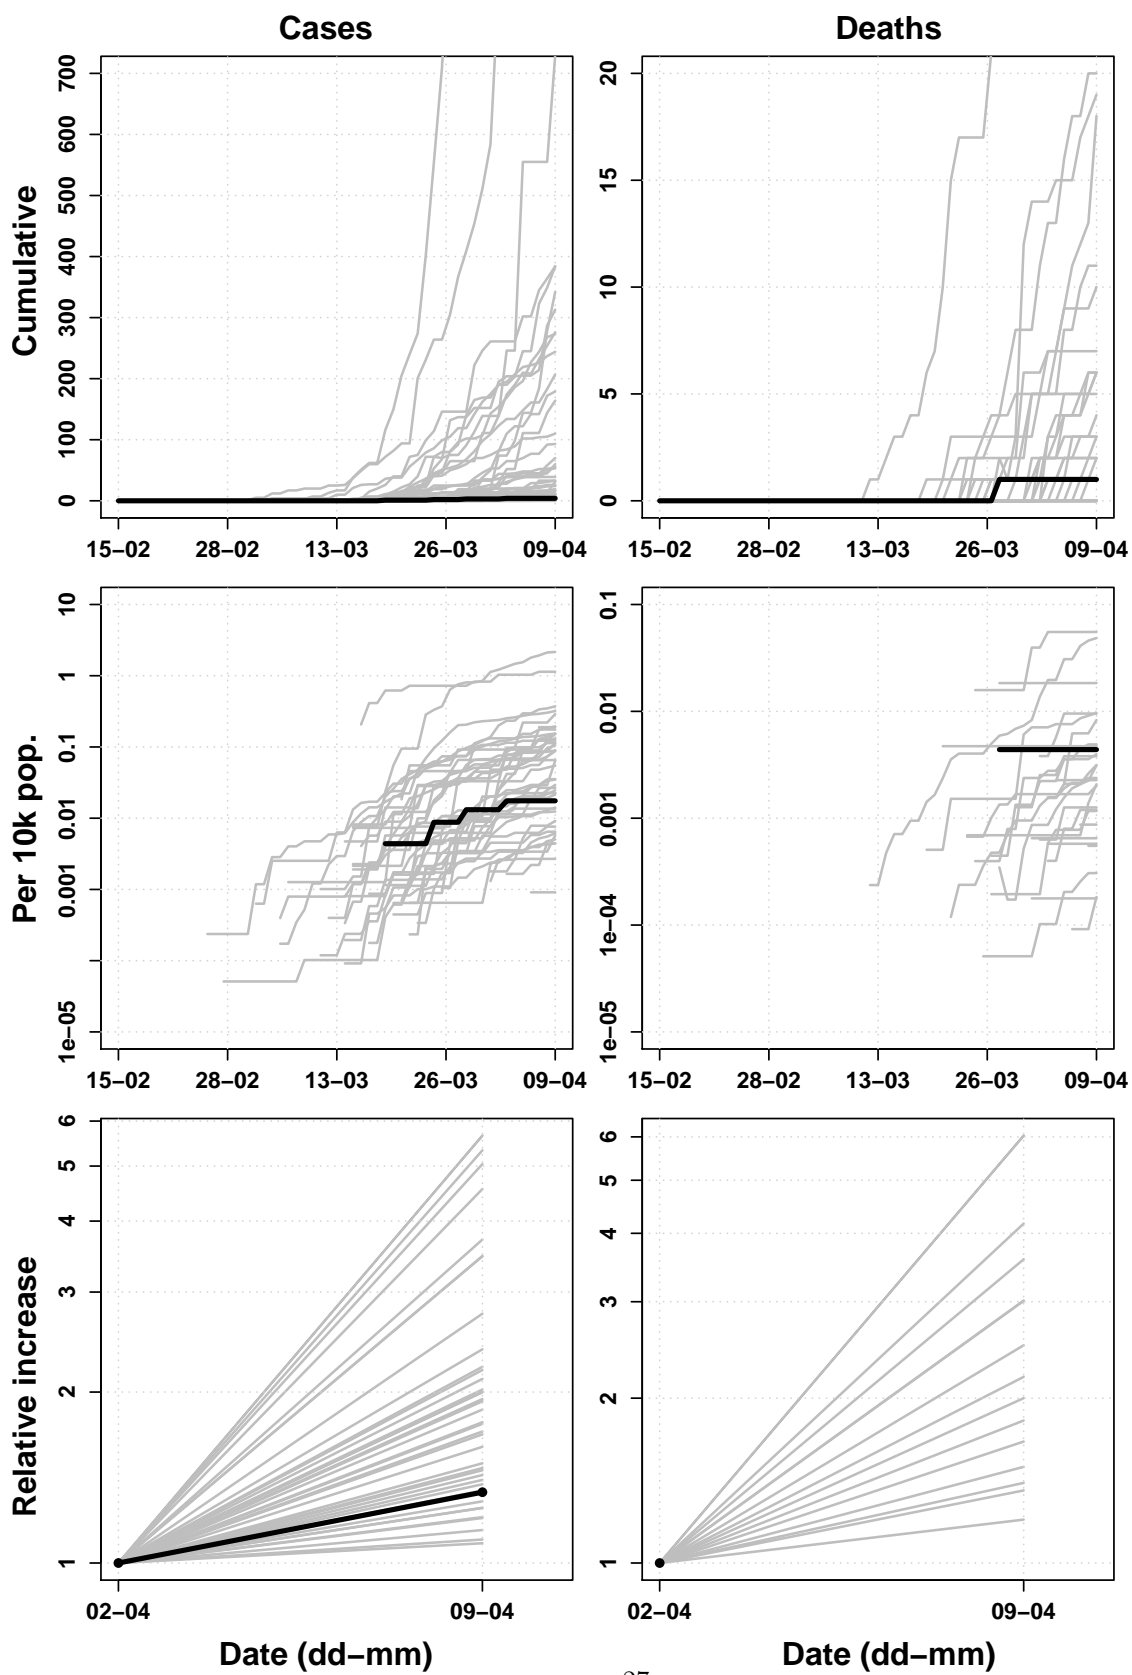 Cases Deaths
Cumulative
700
600
500
400
300
200
100
0
15−02 28−02 13−03 26−03 09−04
20
15
10
5
0
15−02 28−02 13−03 26−03 09−04
Per 10k pop.
10
1
0.1
0.01
0.001
1e−05
15−02 28−02 13−03 26−03 09−04
0.1
0.01
0.001
1e−04
1e−05
15−02 28−02 13−03 26−03 09−04
Relative increase
6
5
4
3
2
1
02−04 09−04
6
5
4
3
2
1
02−04 09−04
Date (dd−mm) Date (dd−mm)